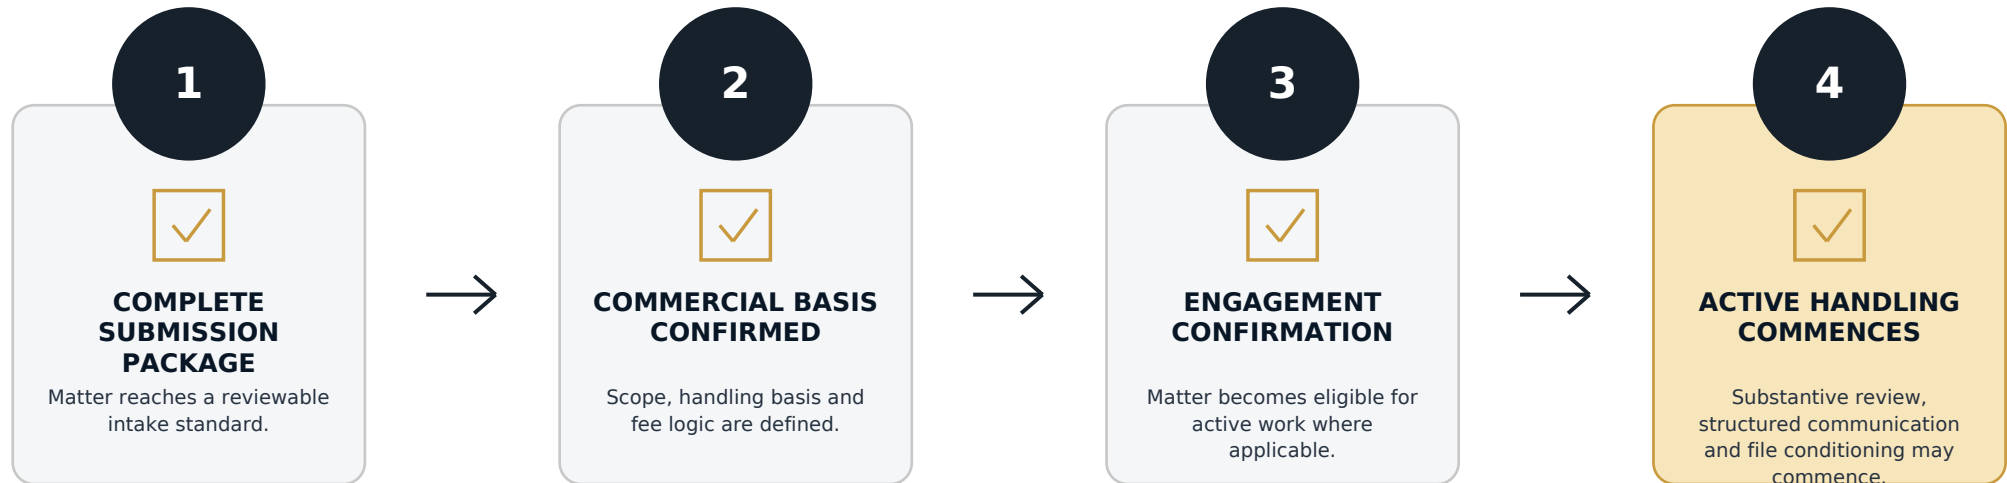 1
COMPLETE
SUBMISSION
PACKAGE
Matter reaches a reviewable
intake standard.
2
COMMERCIAL BASIS
CONFIRMED
Scope, handling basis and
fee logic are defined.
3
ENGAGEMENT
CONFIRMATION
Matter becomes eligible for
active work where
applicable.
4
ACTIVE HANDLING
COMMENCES
Substantive review,
structured communication
and file conditioning may
commence.